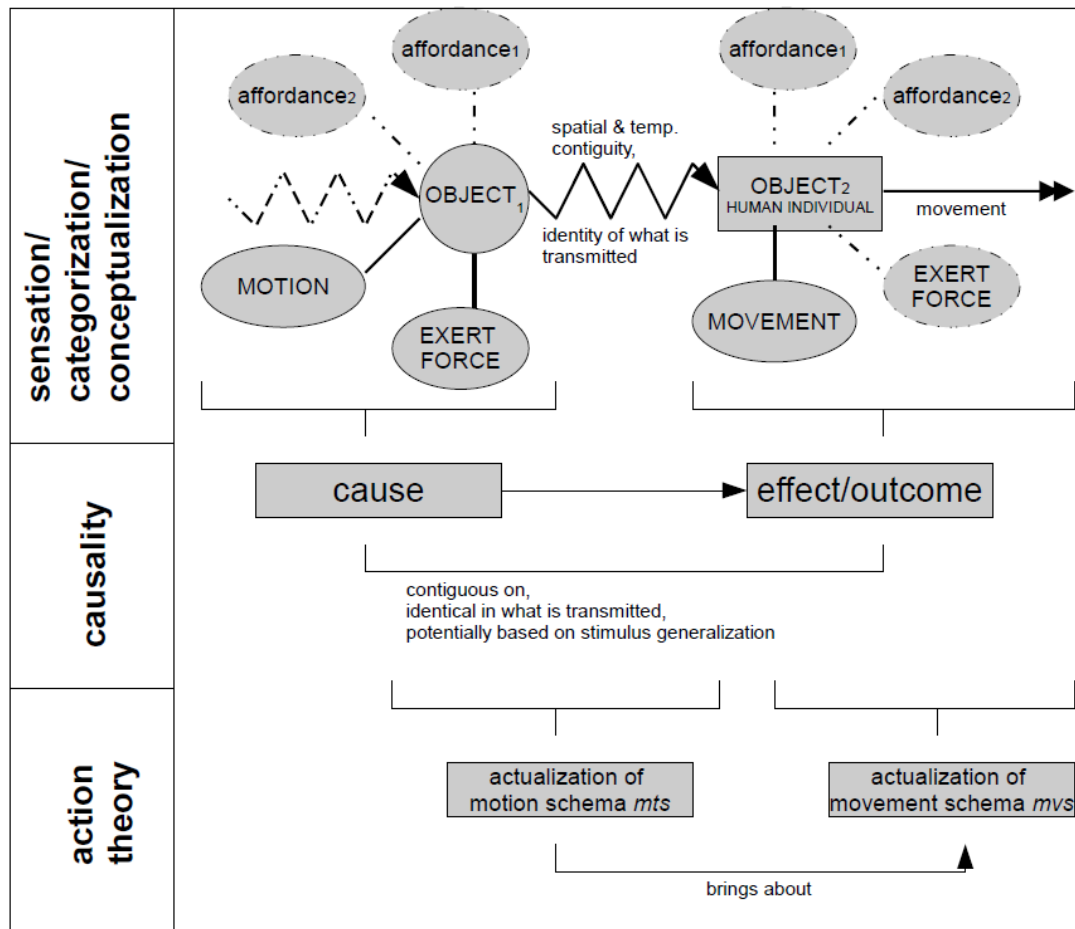 sensation/
categorization/
conceptualization
affordance1
affordance2
OBJECT1
MOTION
EXERT
FORCE
spatial & temp.
contiguity,
identity of what is
transmitted
affordance1
affordance2
OBJECT2
HUMAN INDIVIDUAL
movement
MOVEMENT
EXERT
FORCE
causality
cause
effect/outcome
contiguous on,
identical in what is transmitted,
potentially based on stimulus generalization
action
theory
actualization of
motion schema mts
actualization of
movement schema mvs
brings about